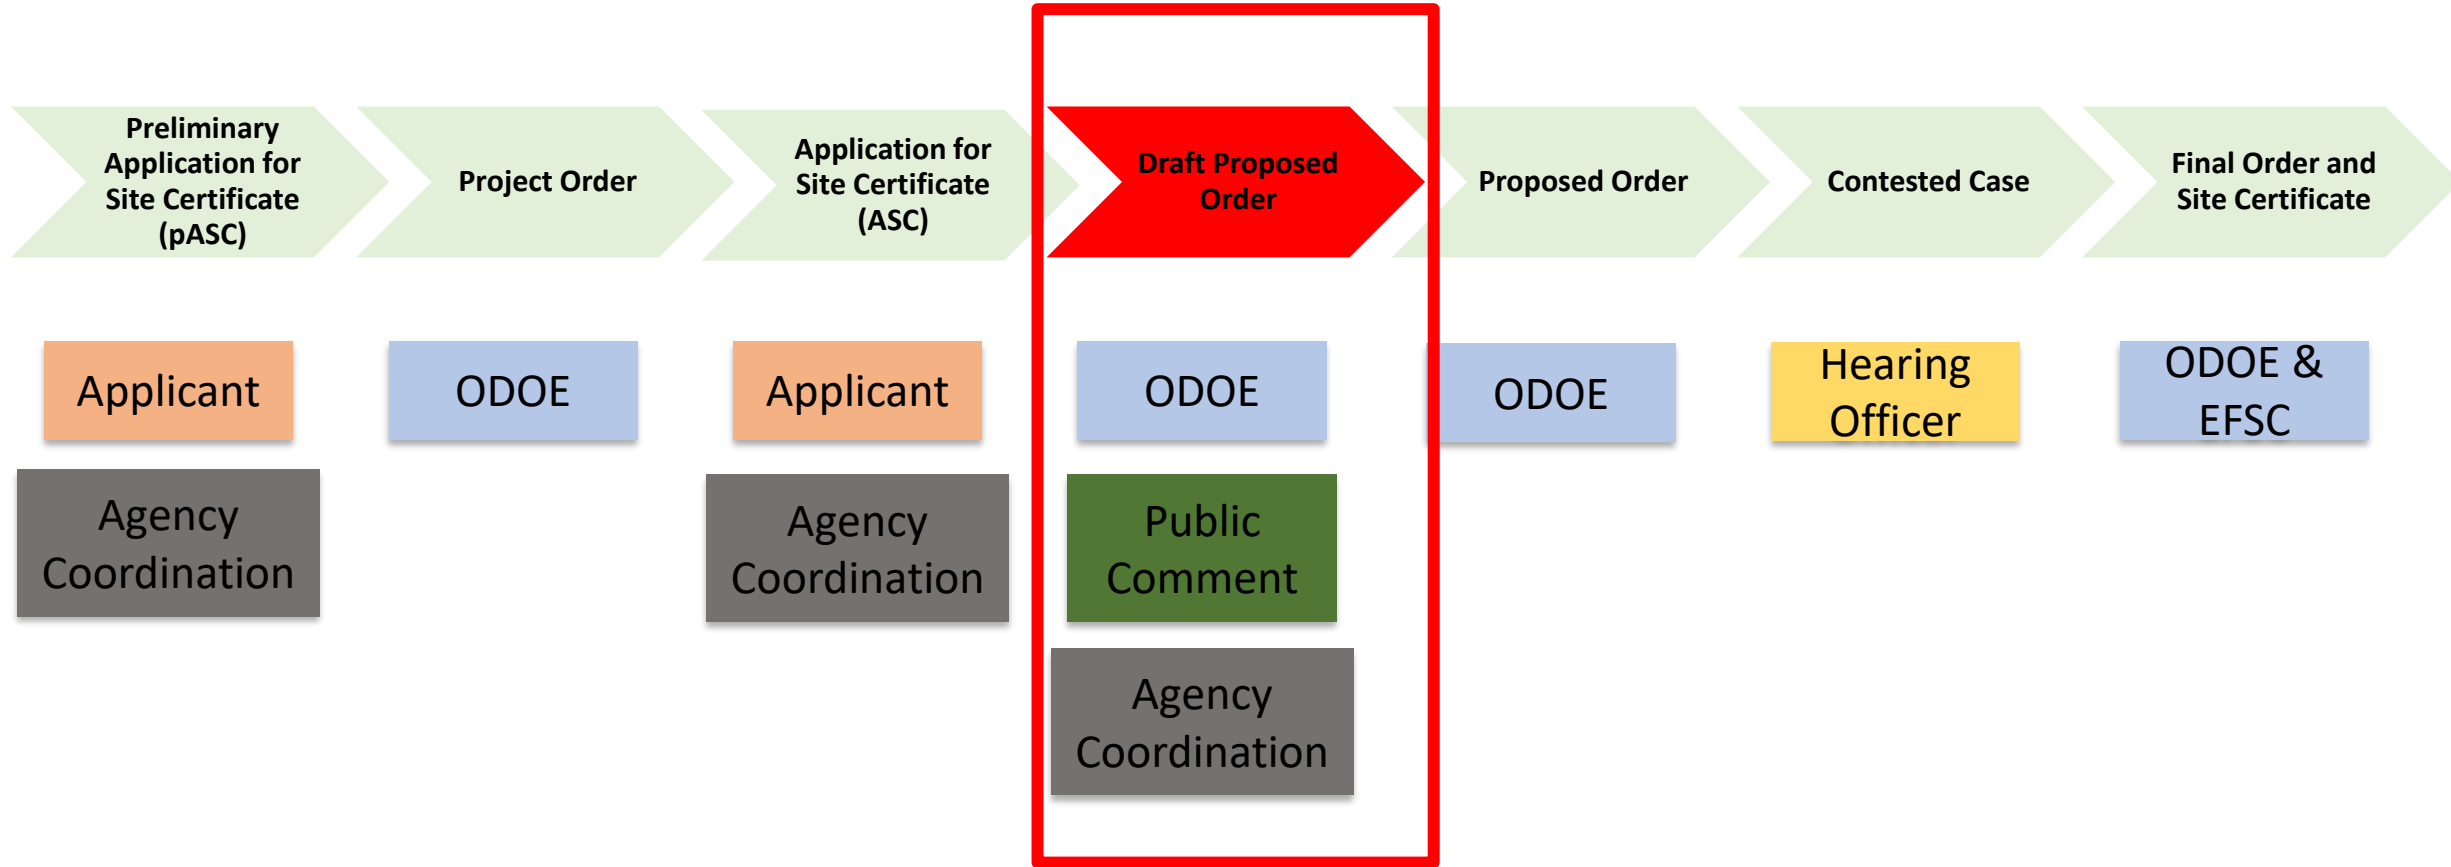 Preliminary
Application for
Site Certificate
(pASC)
Project Order
Application for
Site Certificate
(ASC)
Draft Proposed
Order
Proposed Order
Contested Case
Final Order and
Site Certificate
Applicant
ODOE
Applicant
ODOE
ODOE
Hearing
Officer
ODOE &
EFSC
Agency
Coordination
Agency
Coordination
Public
Comment
Agency
Coordination